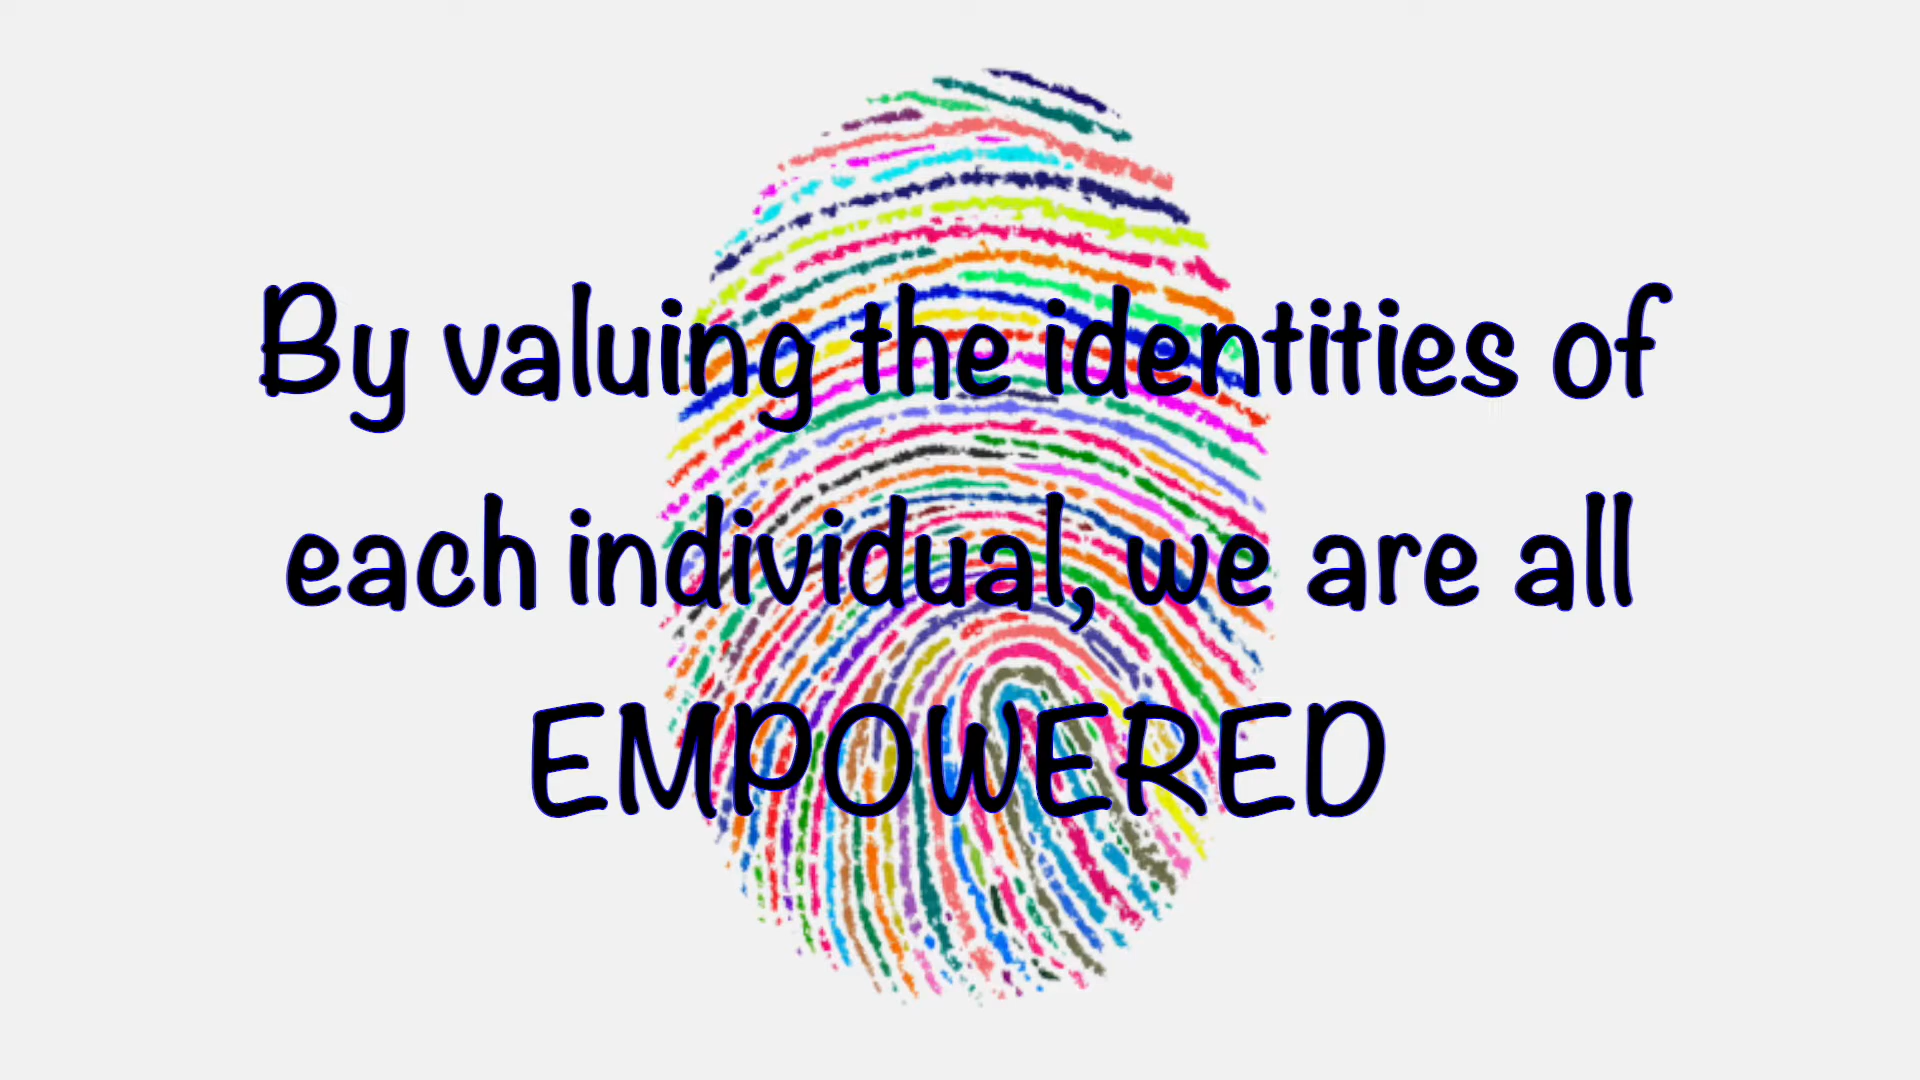 By valuing the identities of
each individual, we are all
EMPOWERED